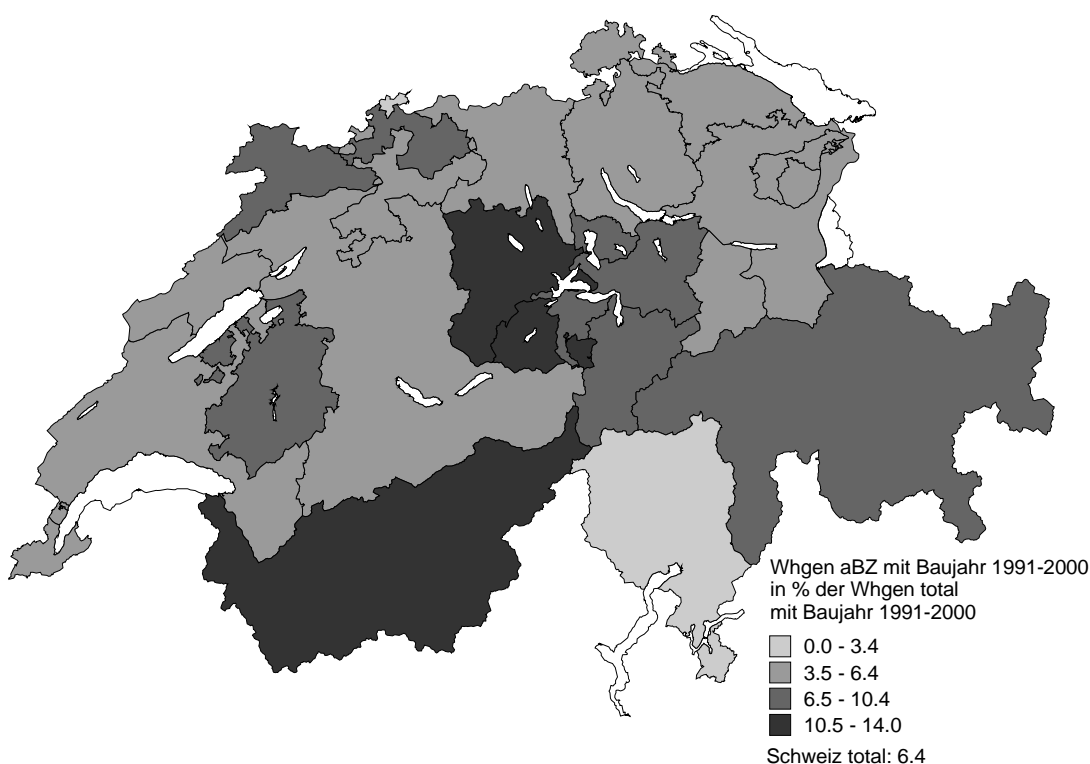 Whgen aBZ mit Baujahr 1991-2000
in % der Whgen total
mit Baujahr 1991-2000
0.0 - 3.4
3.5 - 6.4
6.5 - 10.4
10.5 - 14.0
Schweiz total: 6.4